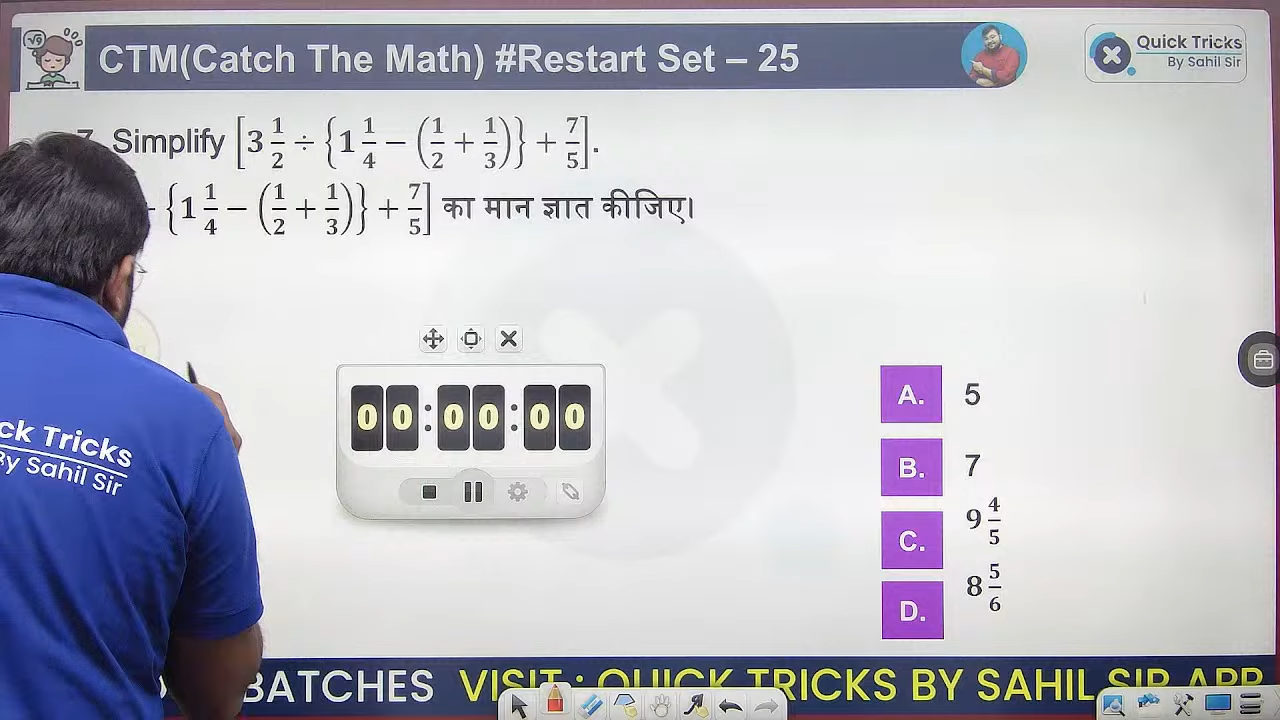 CTM(Catch The Math) #Restart Set – 25
Quick Tricks
By Sahil Sir
Simplify [3 1/2 ÷ {1 1/4 − (1/2 + 1/3)} + 7/5].
{1 1/4 − (1/2 + 1/3)} + 7/5] का मान ज्ञात कीजिए।
00:00:00
A. 5
B. 7
C. 9 4/5
D. 8 5/6
ck Tricks
By Sahil Sir
BATCHES VISIT : QUICK TRICKS BY SAHIL SIR APP